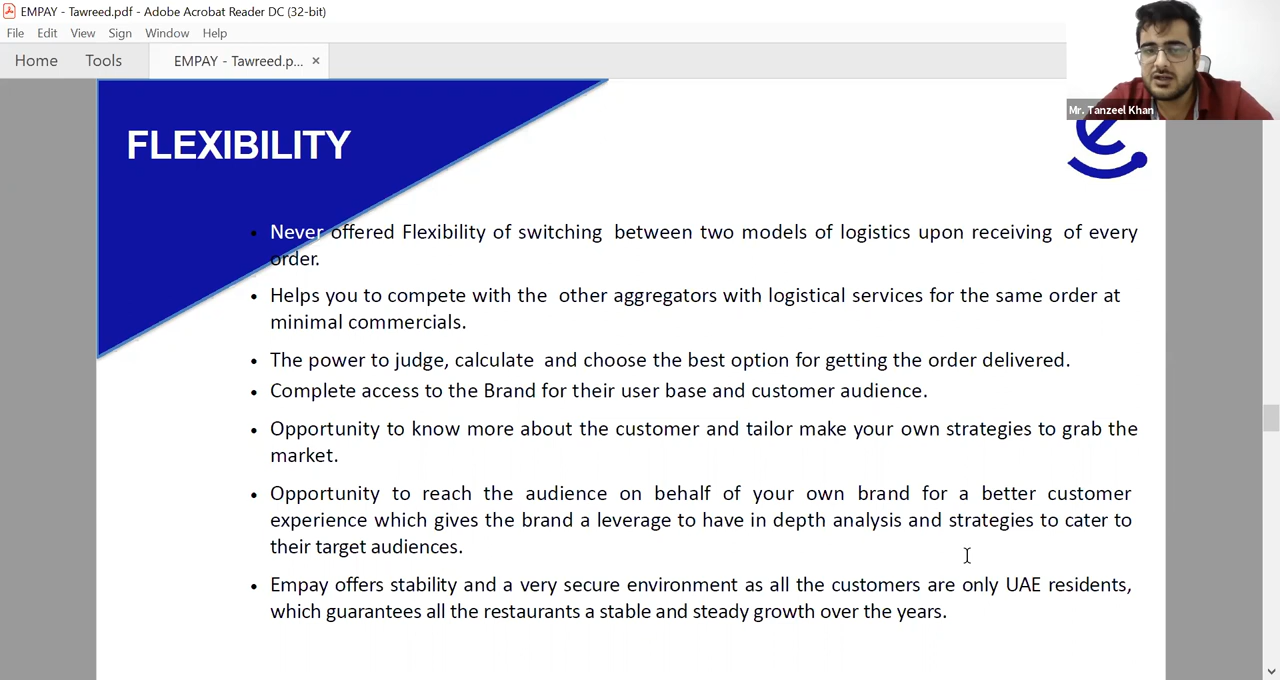 EMPAY - Tawreed.pdf - Adobe Acrobat Reader DC (32-bit)
File Edit View Sign Window Help
Home Tools EMPAY - Tawreed.p... ×
Mr. Tanzeel Khan
FLEXIBILITY
• Never offered Flexibility of switching between two models of logistics upon receiving of every
order.
• Helps you to compete with the other aggregators with logistical services for the same order at
minimal commercials.
• The power to judge, calculate and choose the best option for getting the order delivered.
• Complete access to the Brand for their user base and customer audience.
• Opportunity to know more about the customer and tailor make your own strategies to grab the
market.
• Opportunity to reach the audience on behalf of your own brand for a better customer
experience which gives the brand a leverage to have in depth analysis and strategies to cater to
their target audiences.
• Empay offers stability and a very secure environment as all the customers are only UAE residents,
which guarantees all the restaurants a stable and steady growth over the years.